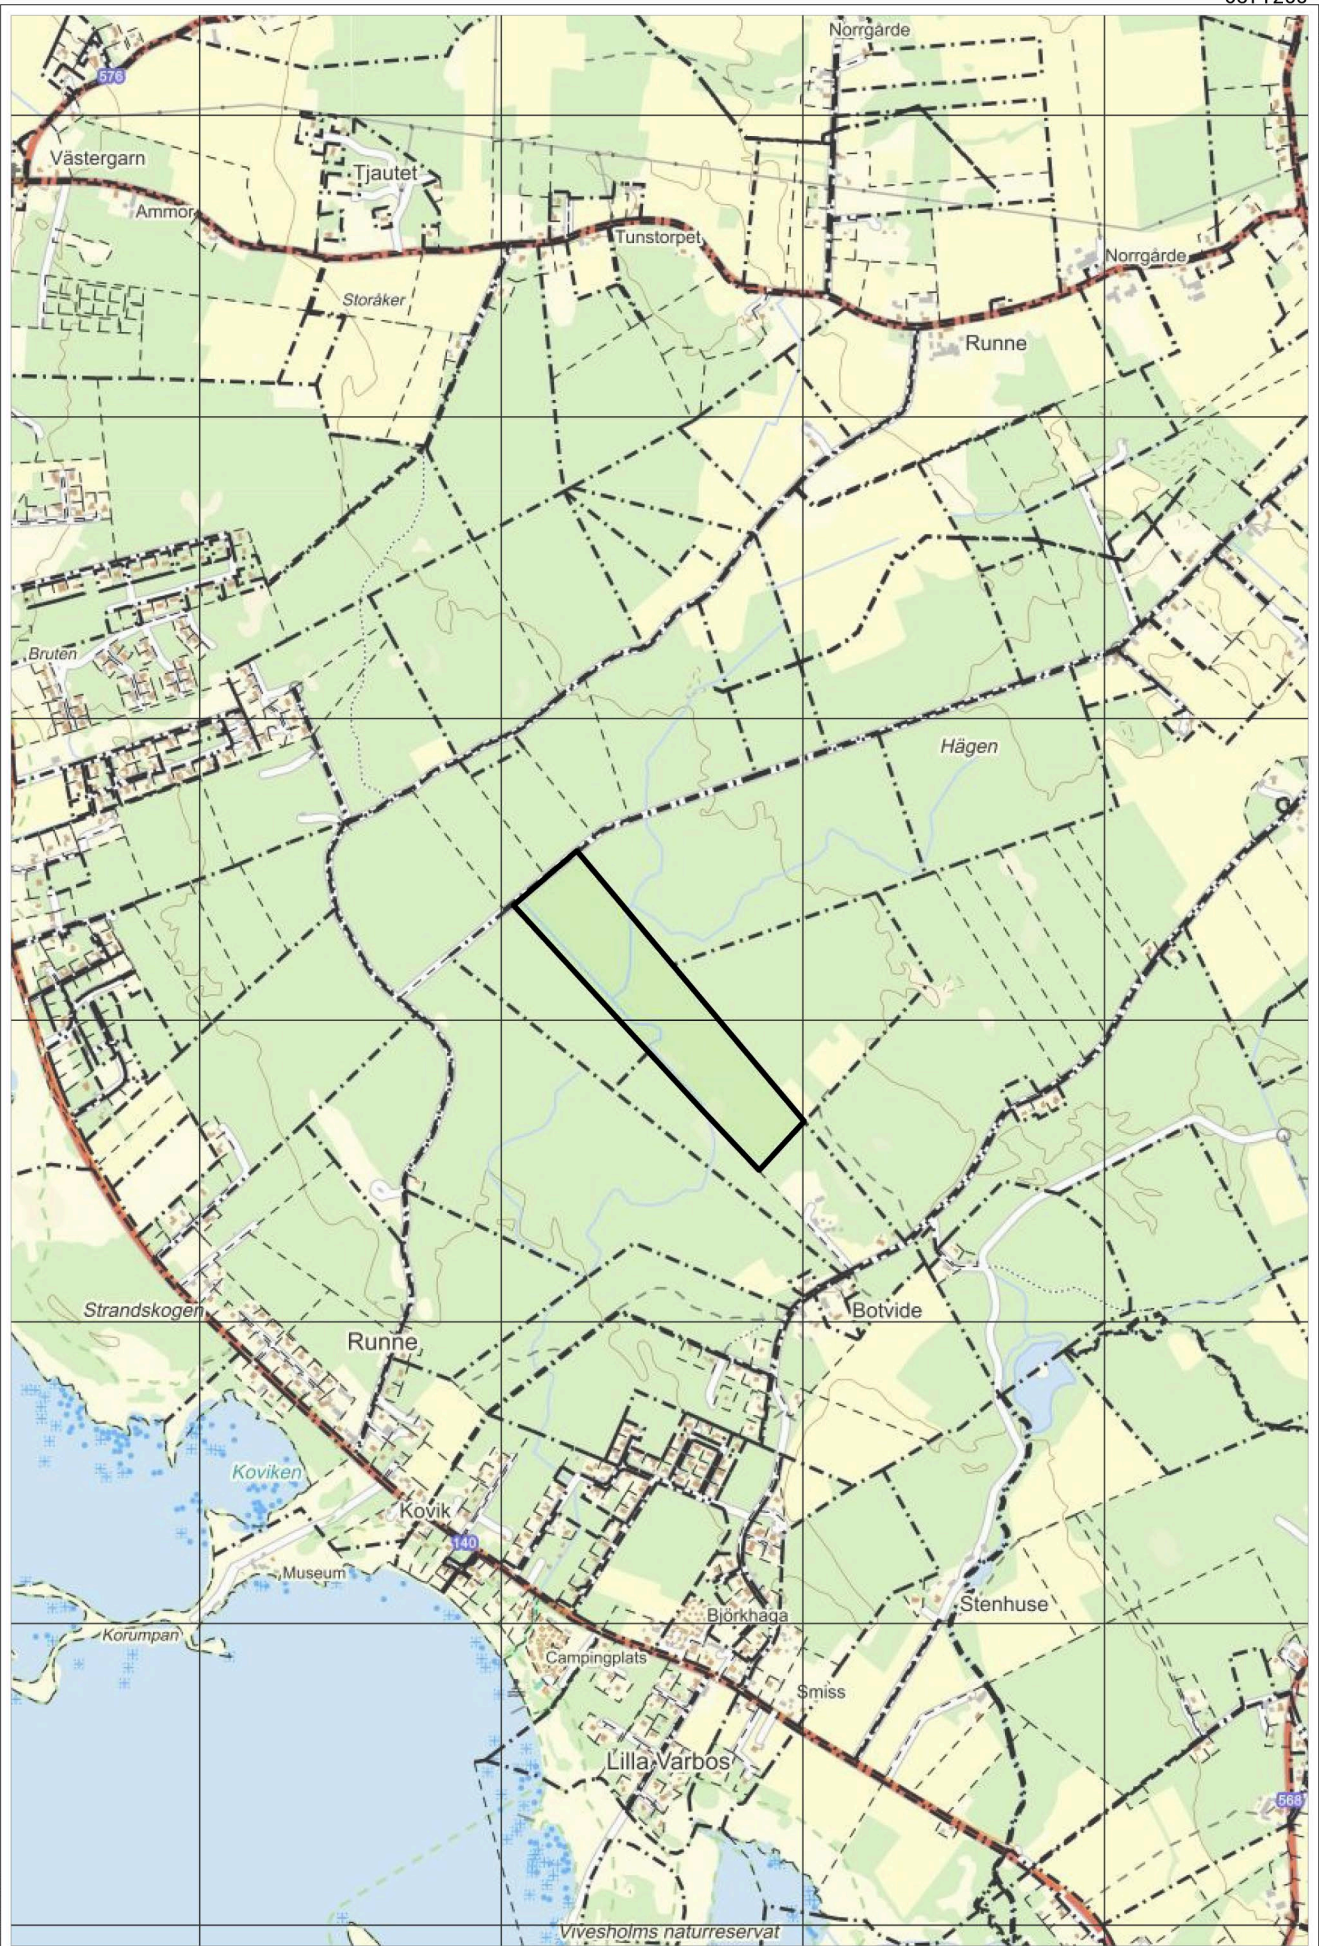 Norrgårde
576
Västergarn
Tjautet
Ammor
Tunstorpet
Norrgårde
Storåker
Runne
Bruten
Hägen
Strandskogen
Botvide
Runne
Koviken
Kovik
140
Museum
Stenhuse
Björkhaga
Korumpan
Campingplats
Smiss
Lilla Varbos
568
Vivesholms naturreservat